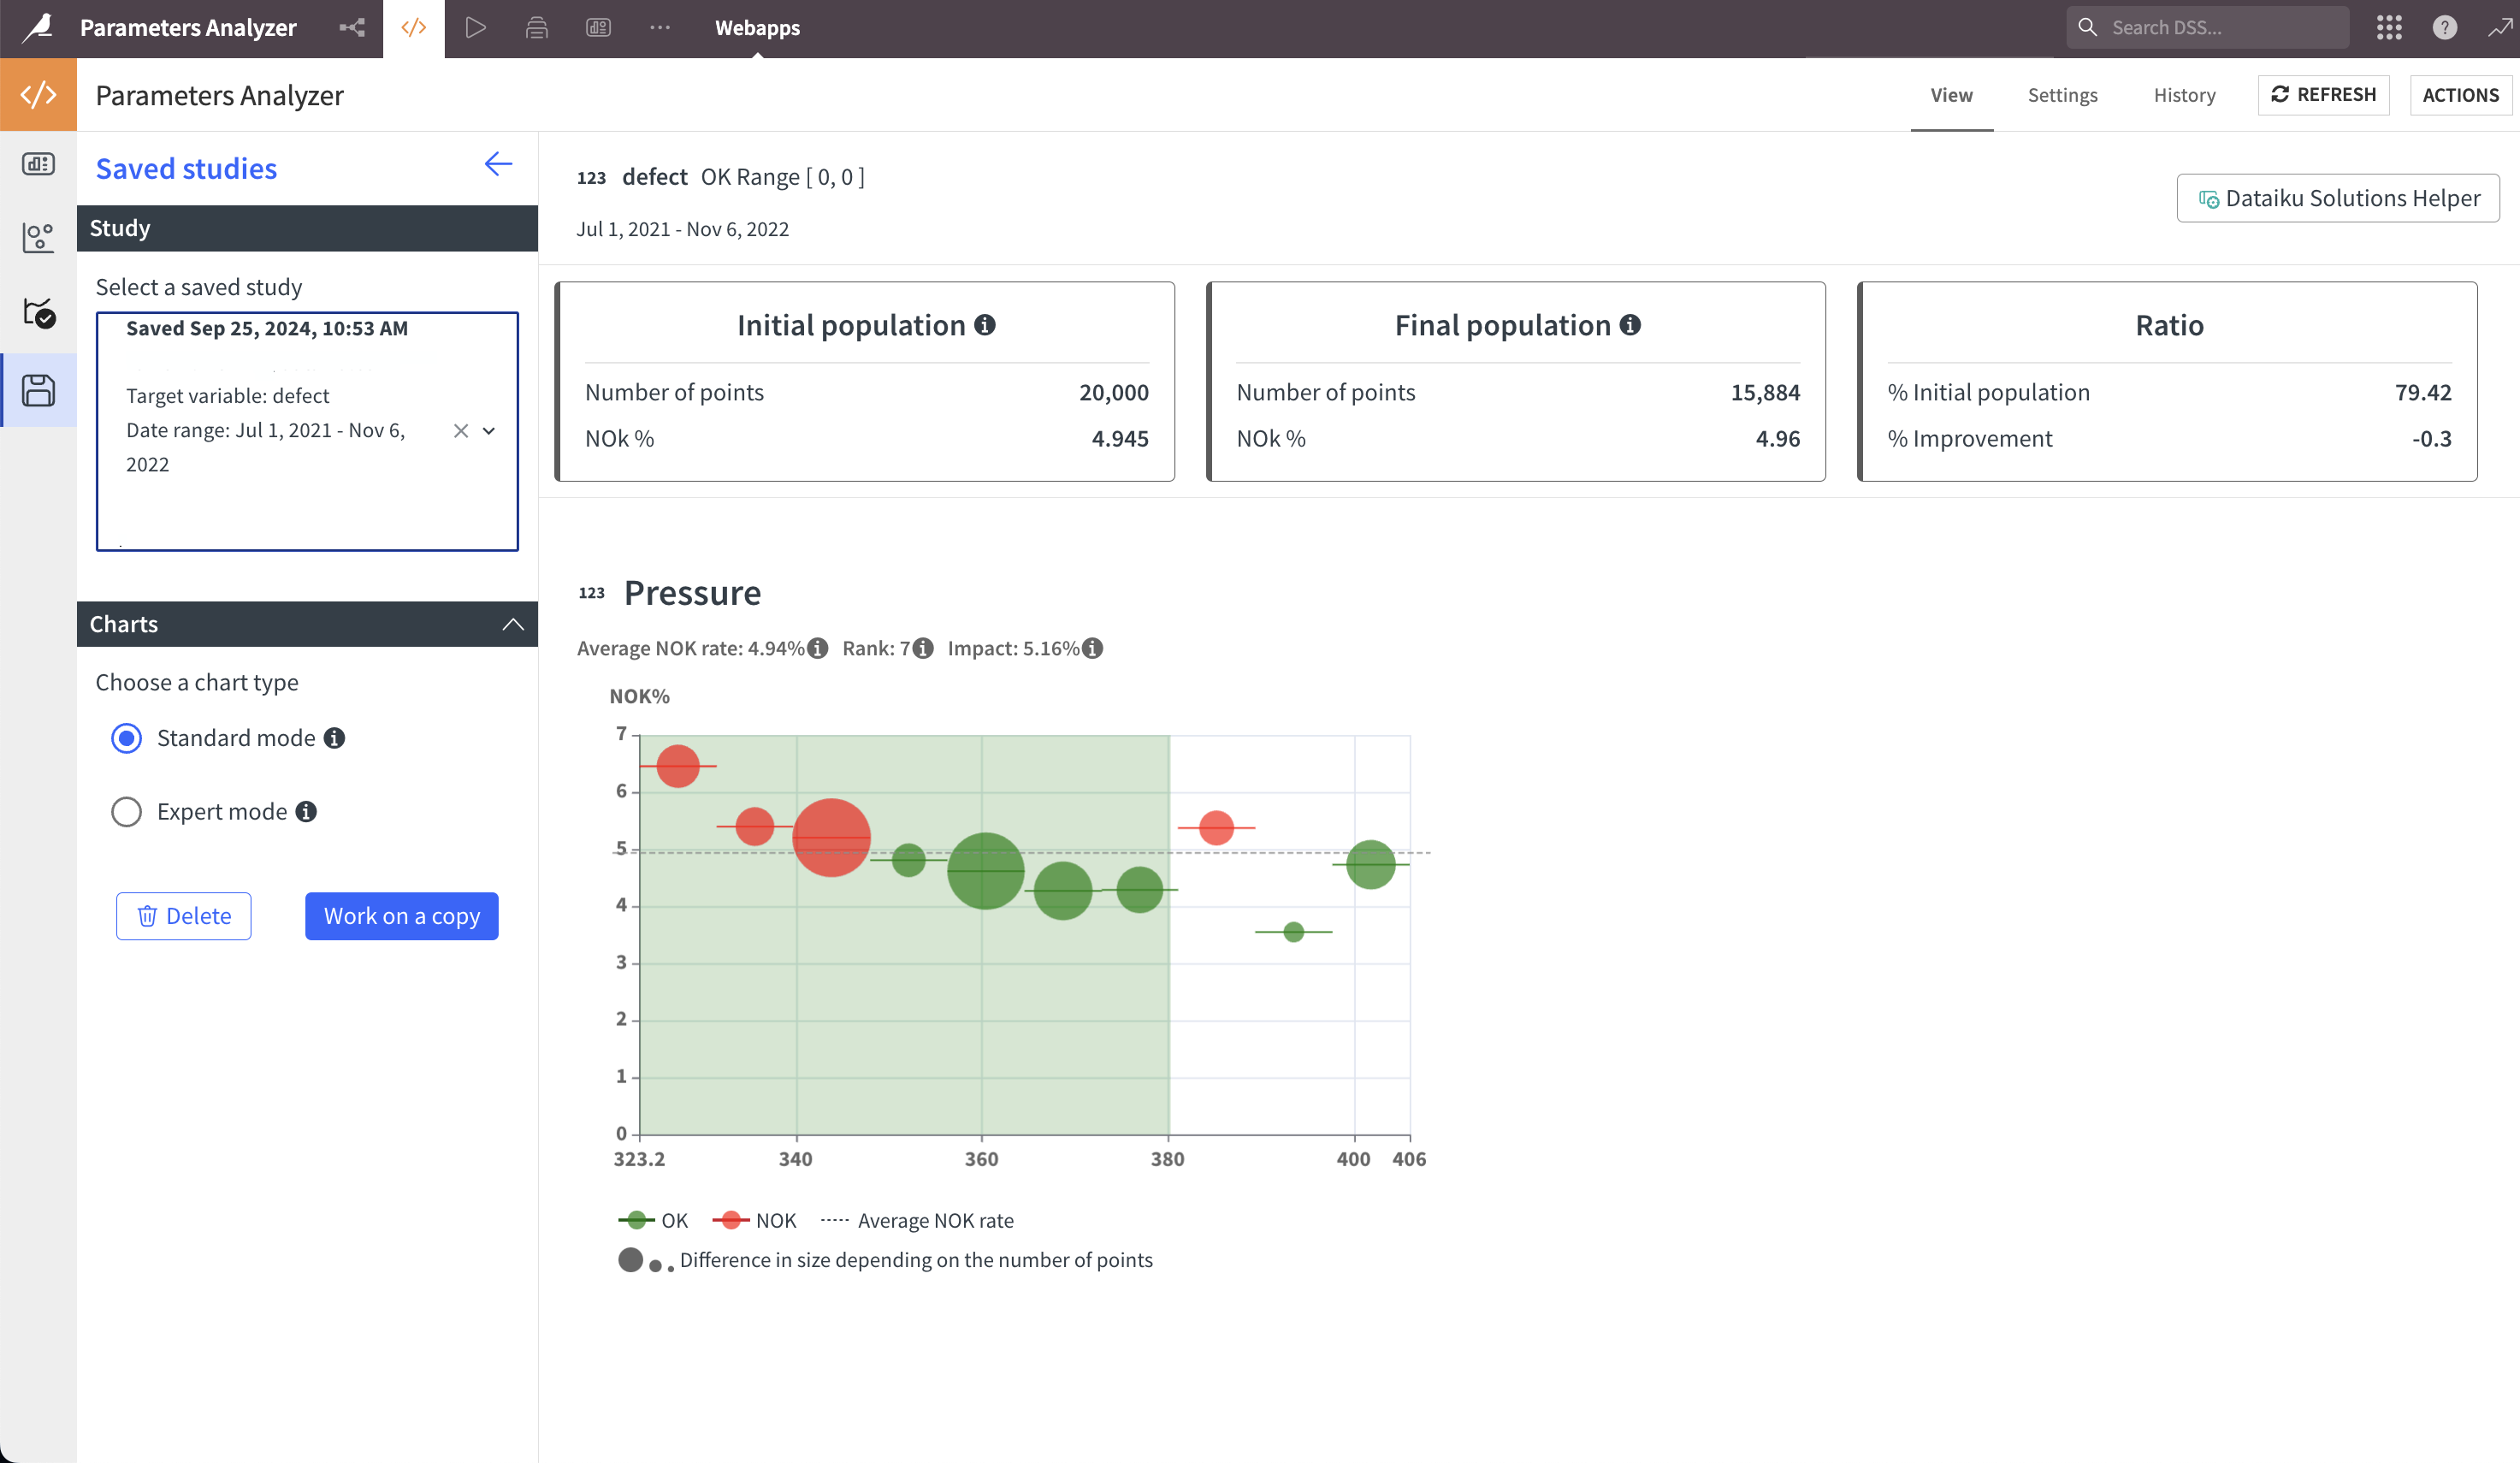 Parameters Analyzer
Webapps
Search DSS...
?
Parameters Analyzer
View
Settings
History
REFRESH
ACTIONS
Saved studies
Study
Select a saved study
Saved Sep 25, 2024, 10:53 AM
Target variable: defect
Date range: Jul 1, 2021 - Nov 6,
2022
Charts
Choose a chart type
Standard mode
Expert mode
Delete
Work on a copy
123 defect OK Range [ 0, 0 ]
Jul 1, 2021 - Nov 6, 2022
Dataiku Solutions Helper
Initial population
Number of points 20,000
NOk % 4.945
Final population
Number of points 15,884
NOk % 4.96
Ratio
% Initial population 79.42
% Improvement -0.3
123 Pressure
Average NOK rate: 4.94% Rank: 7 Impact: 5.16%
NOK%
7
6
5
4
3
2
1
0
323.2 340 360 380 400 406
OK NOK Average NOK rate
Difference in size depending on the number of points